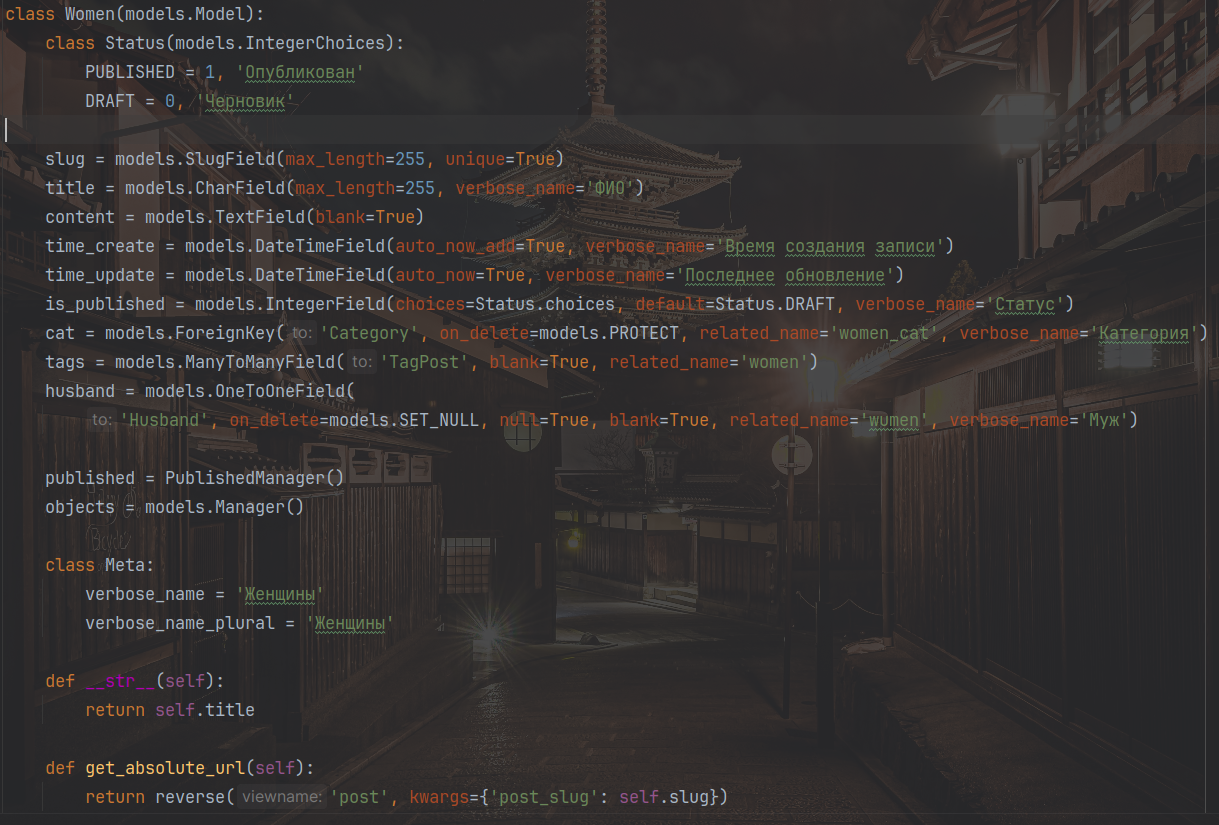 class Women(models.Model):
    class Status(models.IntegerChoices):
        PUBLISHED = 1, 'Опубликован'
        DRAFT = 0, 'Черновик'

    slug = models.SlugField(max_length=255, unique=True)
    title = models.CharField(max_length=255, verbose_name='ФИО')
    content = models.TextField(blank=True)
    time_create = models.DateTimeField(auto_now_add=True, verbose_name='Время создания записи')
    time_update = models.DateTimeField(auto_now=True, verbose_name='Последнее обновление')
    is_published = models.IntegerField(choices=Status.choices, default=Status.DRAFT, verbose_name='Статус')
    cat = models.ForeignKey( to: 'Category', on_delete=models.PROTECT, related_name='women_cat', verbose_name='Категория')
    tags = models.ManyToManyField( to: 'TagPost', blank=True, related_name='women')
    husband = models.OneToOneField(
        to: 'Husband', on_delete=models.SET_NULL, null=True, blank=True, related_name='wumen', verbose_name='Муж')

    published = PublishedManager()
    objects = models.Manager()

    class Meta:
        verbose_name = 'Женщины'
        verbose_name_plural = 'Женщины'

    def __str__(self):
        return self.title

    def get_absolute_url(self):
        return reverse( viewname: 'post', kwargs={'post_slug': self.slug})